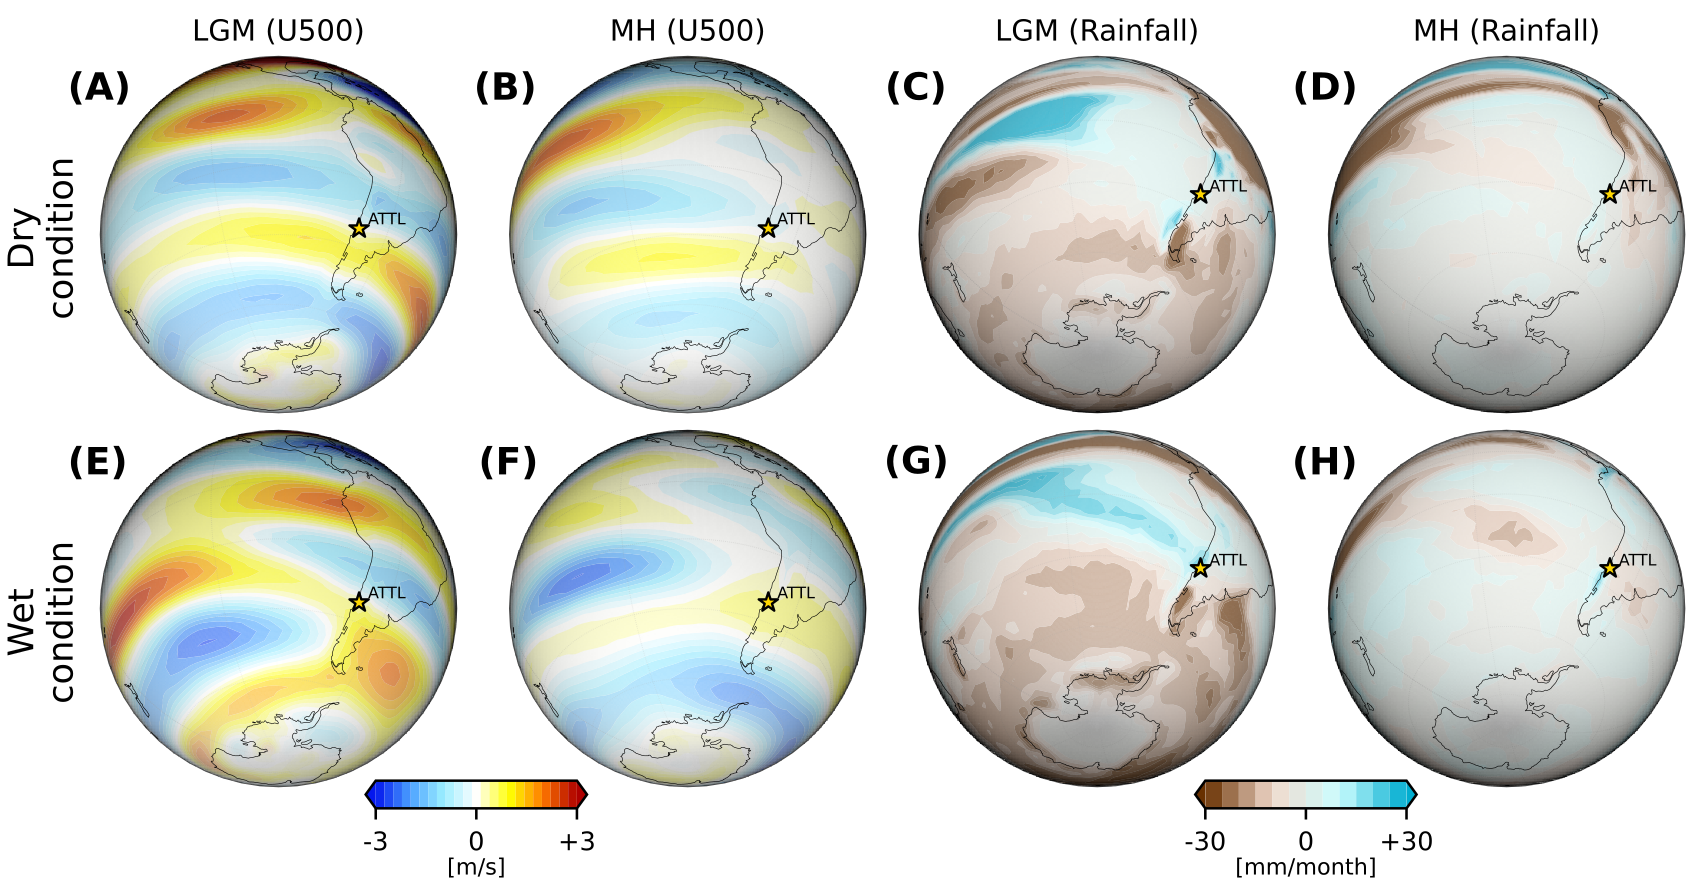 LGM (U500)
MH (U500)
LGM (Rainfall)
MH (Rainfall)
(A)
(B)
(C)
(D)
Dry
condition
ATTL
ATTL
ATTL
ATTL
(E)
(F)
(G)
(H)
Wet
condition
ATTL
ATTL
ATTL
ATTL
-3 0 +3
[m/s]
-30 0 +30
[mm/month]